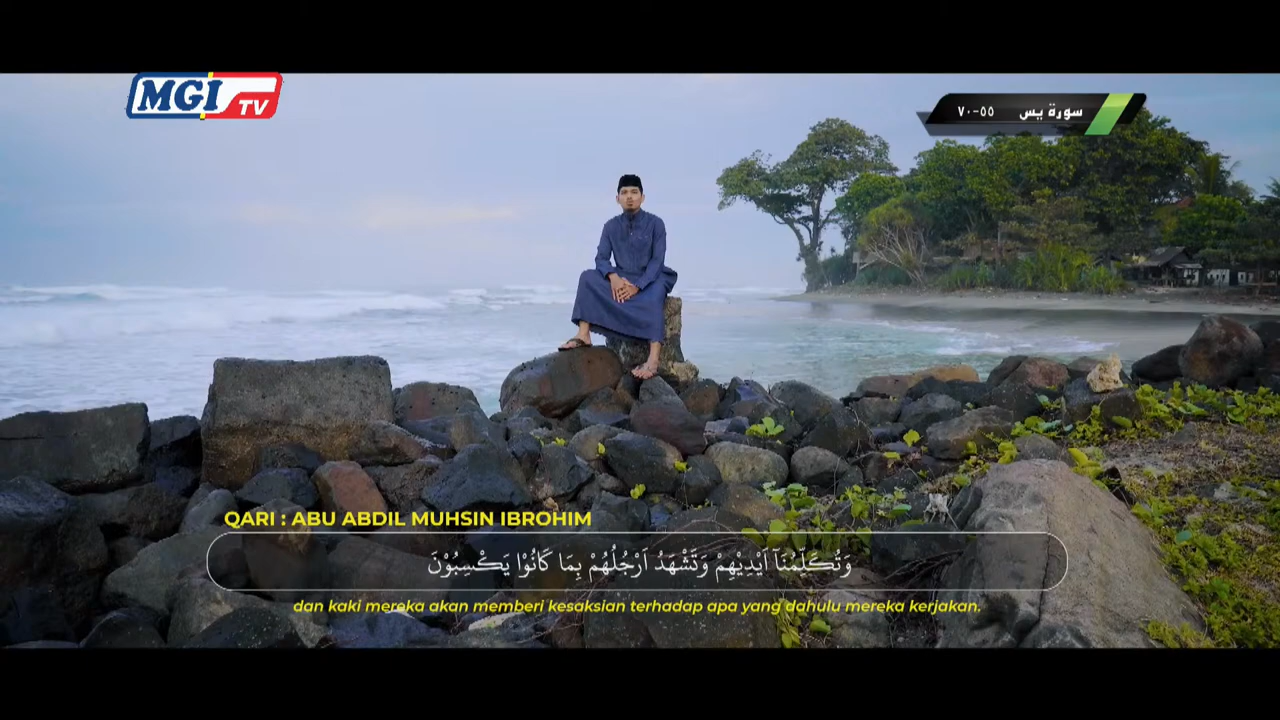 MGI TV
سورة يس ٥٥-٧٠
QARI : ABU ABDIL MUHSIN IBROHIM
وَتُكَلِّمُنَآ اَيْدِيْهِمْ وَتَشْهَدُ اَرْجُلُهُمْ بِمَا كَانُوْا يَكْسِبُوْنَ
dan kaki mereka akan memberi kesaksian terhadap apa yang dahulu mereka kerjakan.